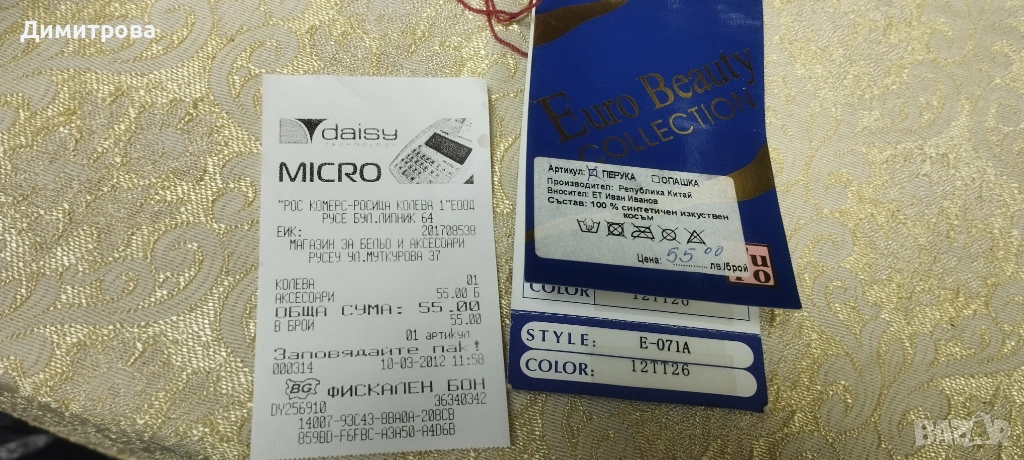 Димитрова
daisy
TECHNOLOGY
MICRO
"РОС КОМЕРС-РОСИЦА КОЛЕВА 1"ЕООД
РУСЕ БУЛ.ЛИПНИК 64
ЕИК: 201708538
МАГАЗИН ЗА БЕЛЬО И АКСЕСОАРИ
РУСЕУ УЛ.МУТКУРОВА 37
КОЛЕВА 01
АКСЕСОАРИ 55.00 Б
ОБЩА СУМА: 55.00
В БРОЙ 55.00
01 артикул
Заповядайте пак!
000314 10-03-2012 11:58
BG ФИСКАЛЕН БОН
DY256910 36340342
14007-93C43-8BA0A-208CB
859BD-F6FBC-A3A50-A4D6B
Euro Beauty
COLLECTION
Артикул: ПЕРУКА ОПАШКА
Производител: Република Китай
Вносител: ЕТ Иван Иванов
Състав: 100 % синтетичен изкуствен
косъм
Цена: 55.00 лв./брой
COLOR 12TT26
STYLE: E-071A
COLOR: 12TT26
BAZAR